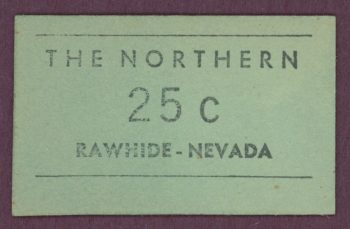 THE NORTHERN
25 c
RAWHIDE - NEVADA